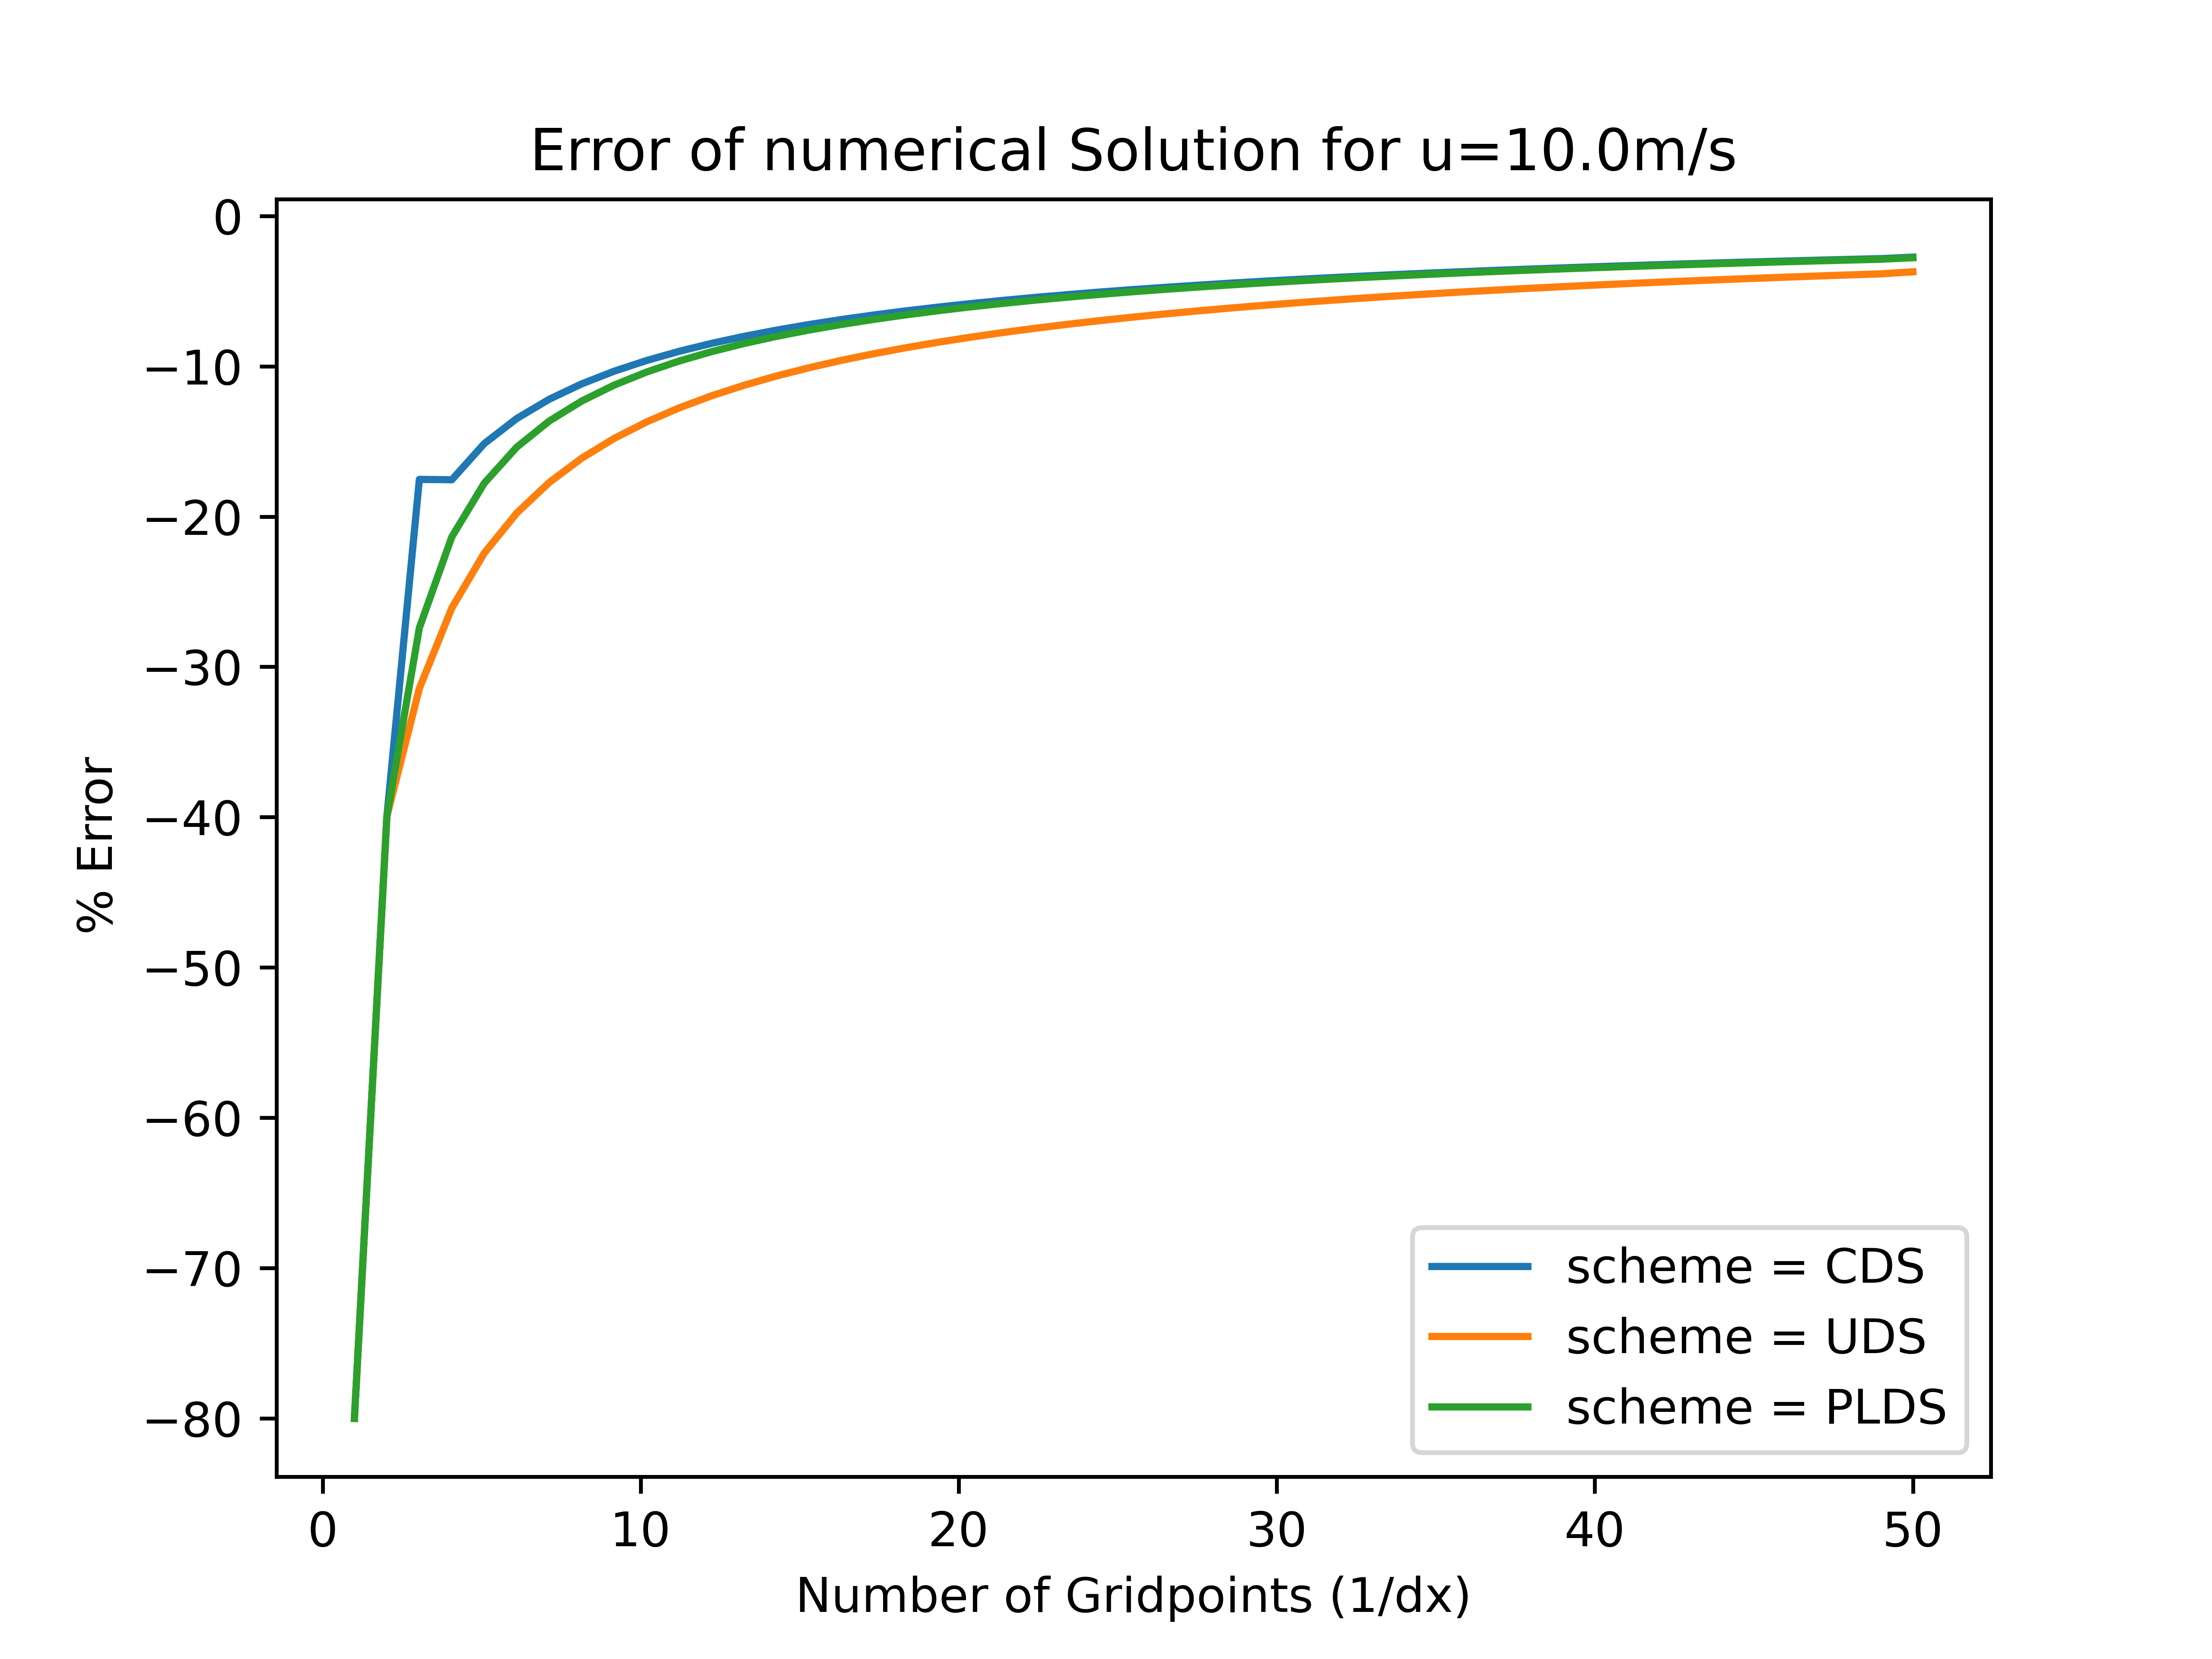 Error of numerical Solution for u=10.0m/s
0
−10
−20
−30
−40
−50
−60
−70
−80
% Error
scheme = CDS
scheme = UDS
scheme = PLDS
0 10 20 30 40 50
Number of Gridpoints (1/dx)